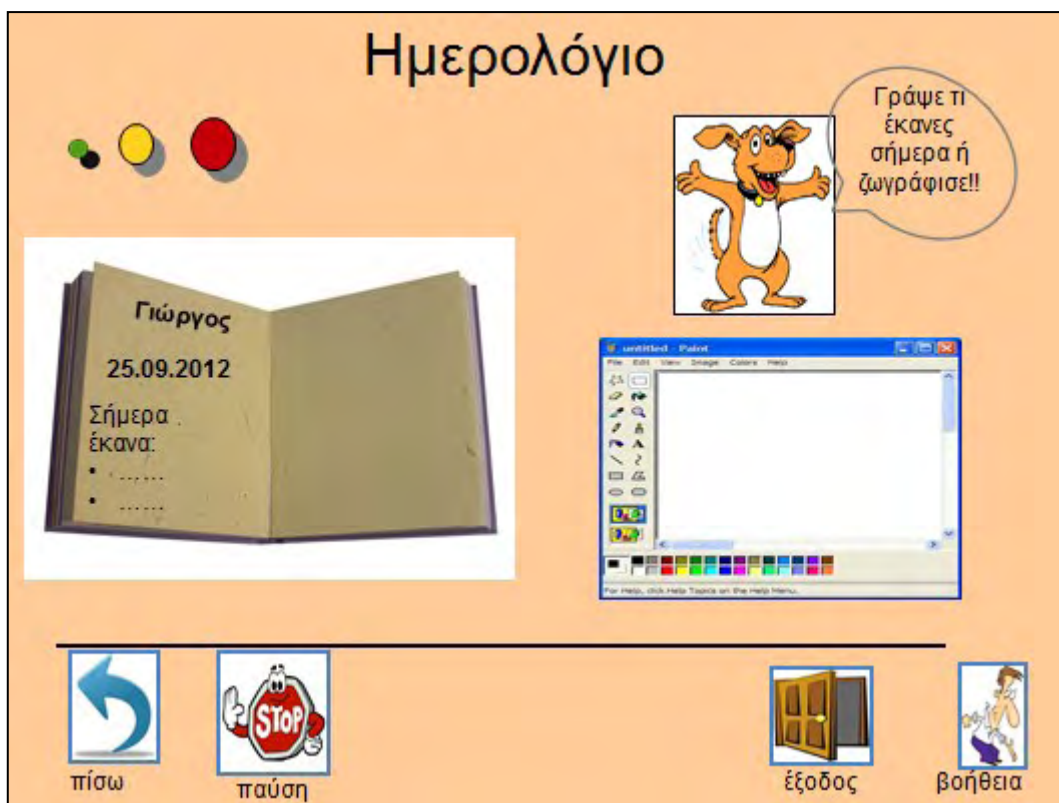 Ημερολόγιο
Γράψε τι
έκανες
σήμερα ή
ζωγράφισε!!
Γιώργος
25.09.2012
Σήμερα
έκανα:
• ......
• ......
untitled - Paint
File Edit View Image Colors Help
For Help, click Help Topics on the Help Menu.
STOP
πίσω
παύση
έξοδος
βοήθεια